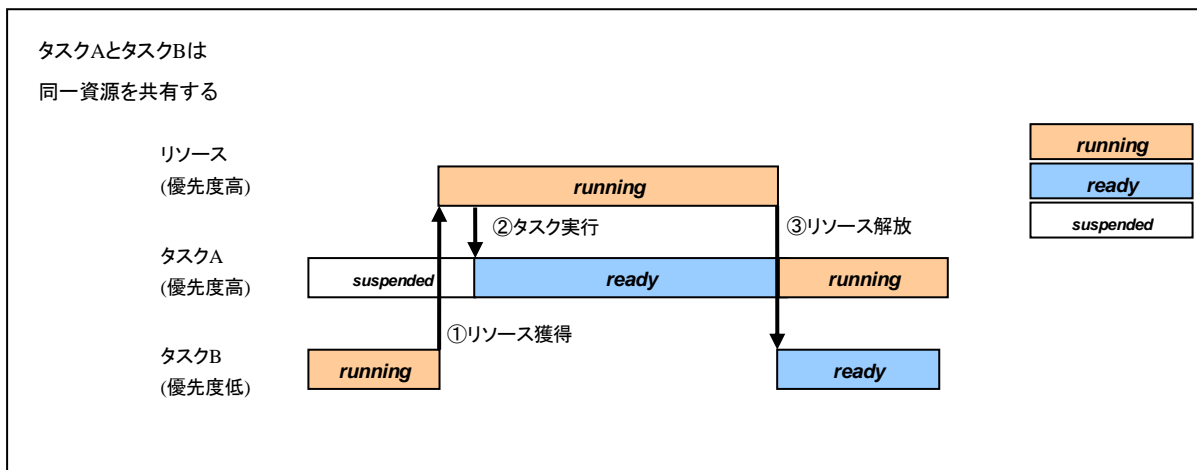 タスクAとタスクBは
同一資源を共有する
リソース
(優先度高)
running
②タスク実行
③リソース解放
タスクA
(優先度高)
suspended
ready
running
①リソース獲得
タスクB
(優先度低)
running
ready
running
ready
suspended